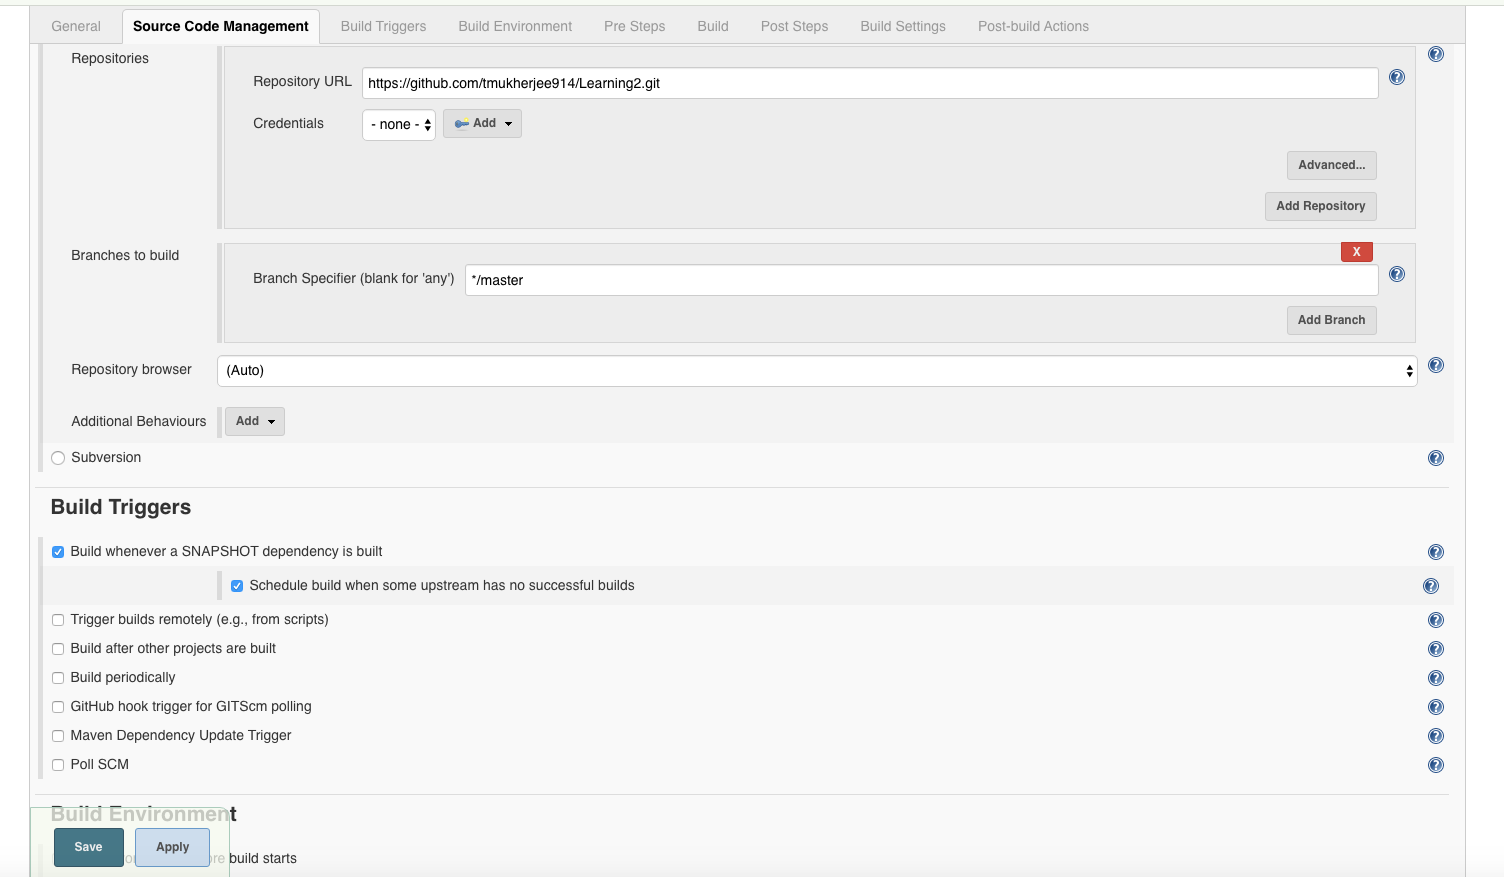 General Source Code Management Build Triggers Build Environment Pre Steps Build Post Steps Build Settings Post-build Actions
Repositories
Repository URL https://github.com/tmukherjee914/Learning2.git
Credentials - none - Add
Advanced...
Add Repository
Branches to build
X
Branch Specifier (blank for 'any') */master
Add Branch
Repository browser (Auto)
Additional Behaviours Add
Subversion
Build Triggers
Build whenever a SNAPSHOT dependency is built
Schedule build when some upstream has no successful builds
Trigger builds remotely (e.g., from scripts)
Build after other projects are built
Build periodically
GitHub hook trigger for GITScm polling
Maven Dependency Update Trigger
Poll SCM
Build Environment
Save Apply
build starts